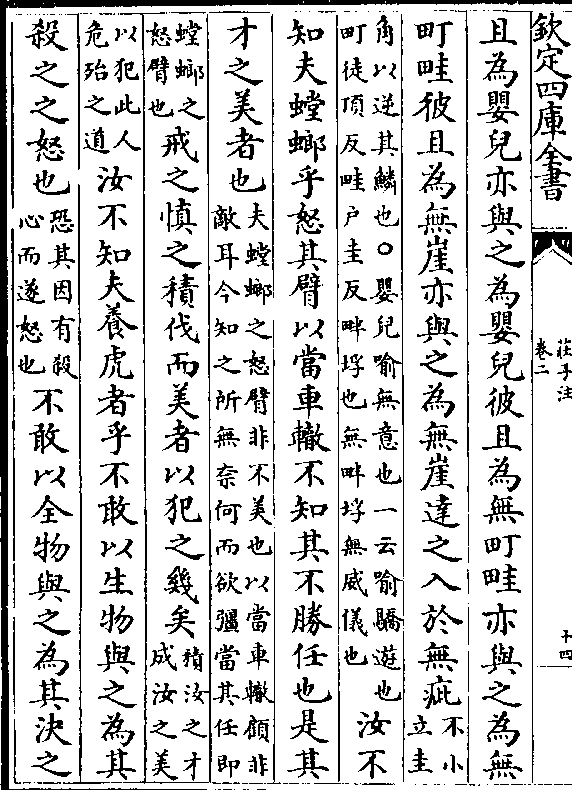 欽定四庫全書
莊子注
卷二
十四
且為嬰兒亦與之為嬰兒彼且為無町畦亦與之為無
町畦彼且為無崖亦與之為無崖達之入於無疵
不小
立圭
角以逆其鱗也○嬰兒喻無意也一云喻驕遊也
町徒頂反畦户圭反畔埒也無畔埒無威儀也
汝不
知夫螳螂乎怒其臂以當車轍不知其不勝任也是其
才之美者也
夫螳螂之怒臂非不美也以當車轍顧非
敵耳今知之所無奈何而欲彊當其任即
螳螂之
怒臂也
戒之慎之積伐而美者以犯之幾矣
積汝之才
成汝之美
以犯此人
危殆之道
汝不知夫養虎者乎不敢以生物與之為其
殺之之怒也
恐其因有殺
心而遂怒也
不敢以全物與之為其決之